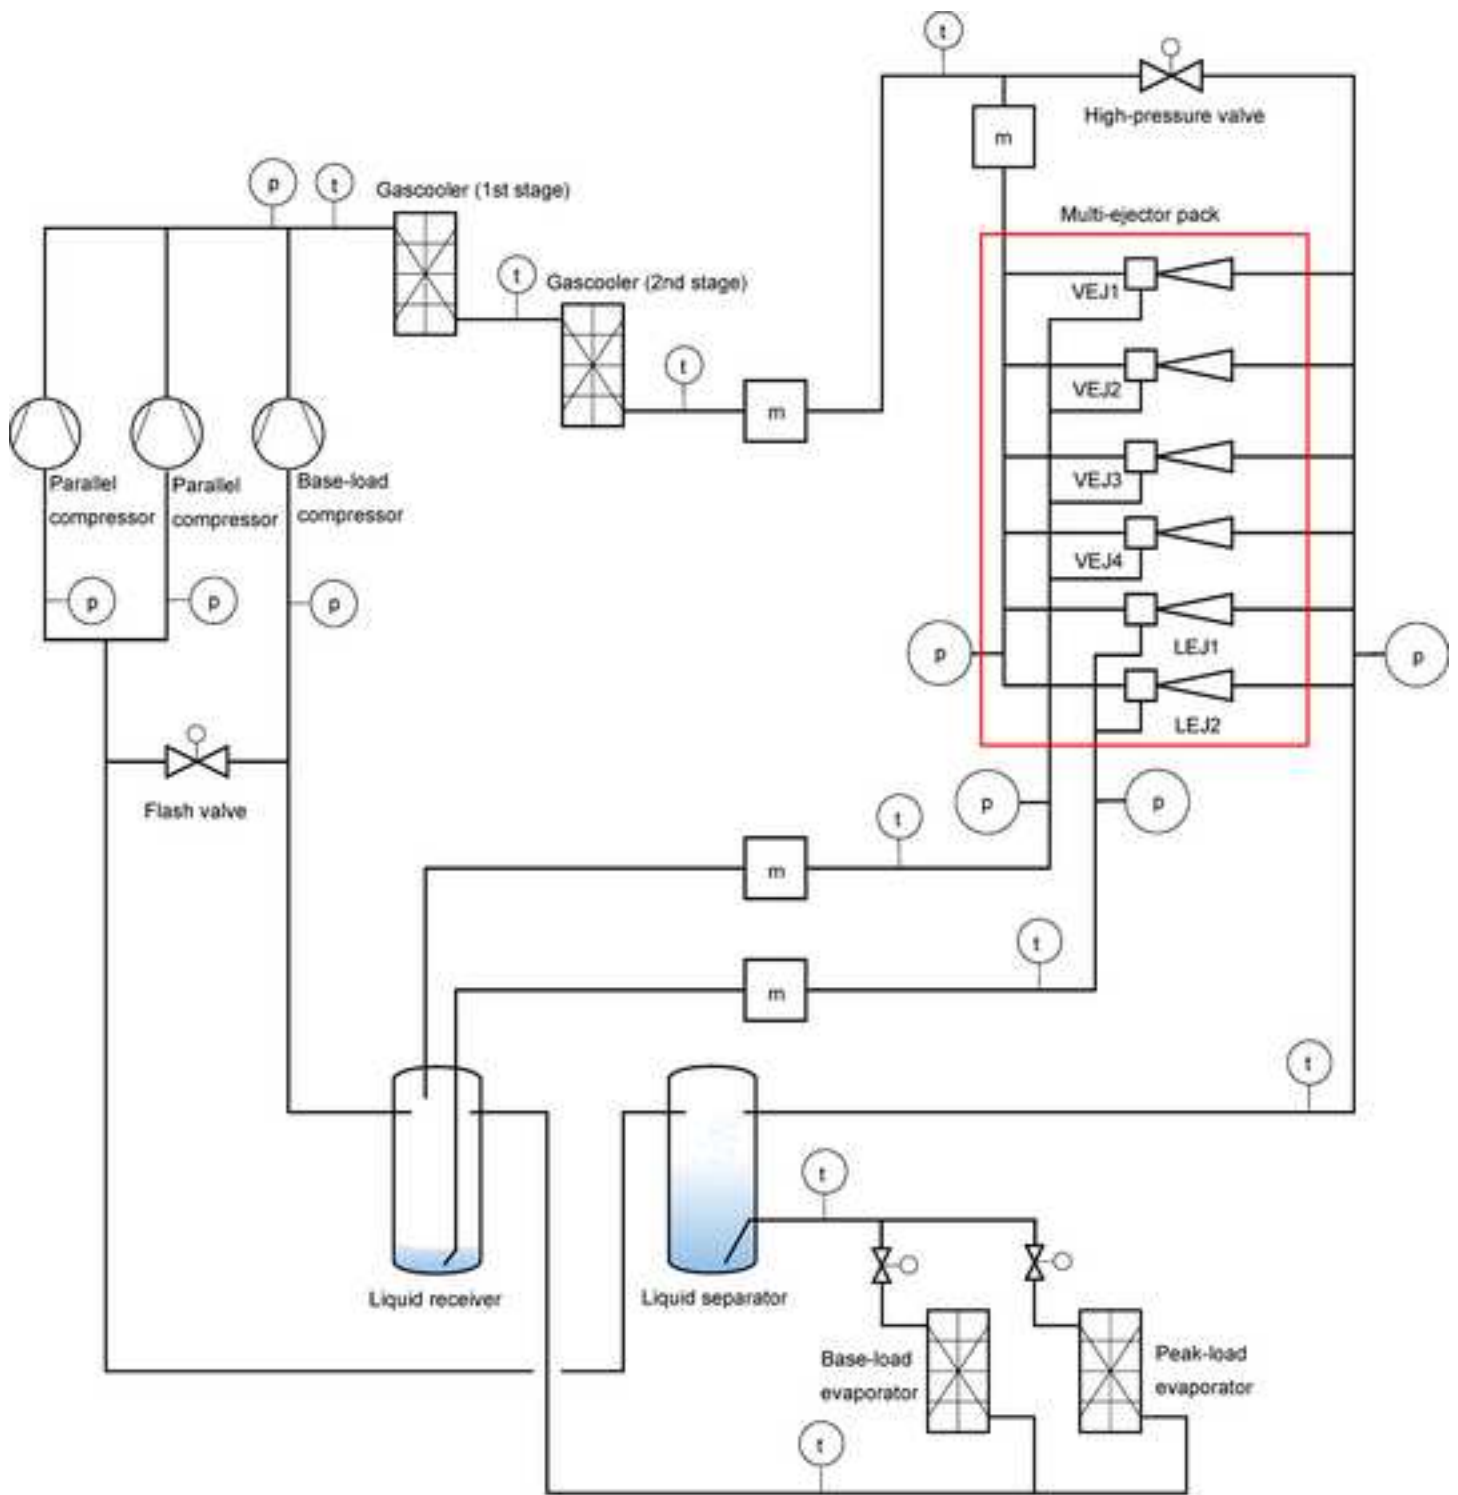 t
High-pressure valve
m
p
t
Gascooler (1st stage)
Multi-ejector pack
t
Gascooler (2nd stage)
VEJ1
t
m
VEJ2
Parallel
compressor
Parallel
compressor
Base-load
compressor
VEJ3
VEJ4
p
p
p
LEJ1
p
p
LEJ2
Flash valve
p
p
t
m
t
m
t
t
Liquid receiver
Liquid separator
Base-load
evaporator
Peak-load
evaporator
t